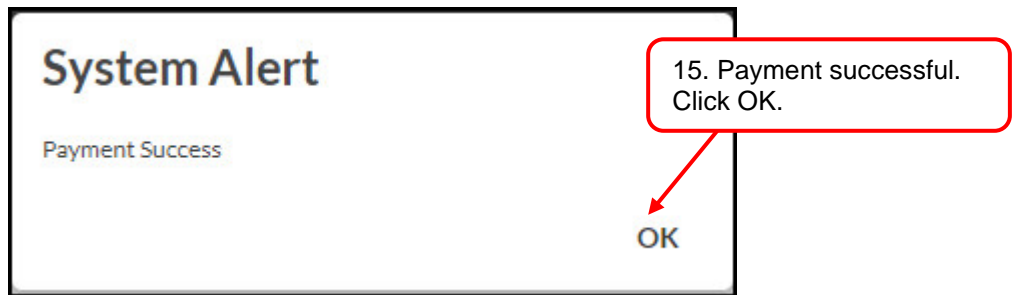 System Alert
15. Payment successful.
Click OK.
Payment Success
OK